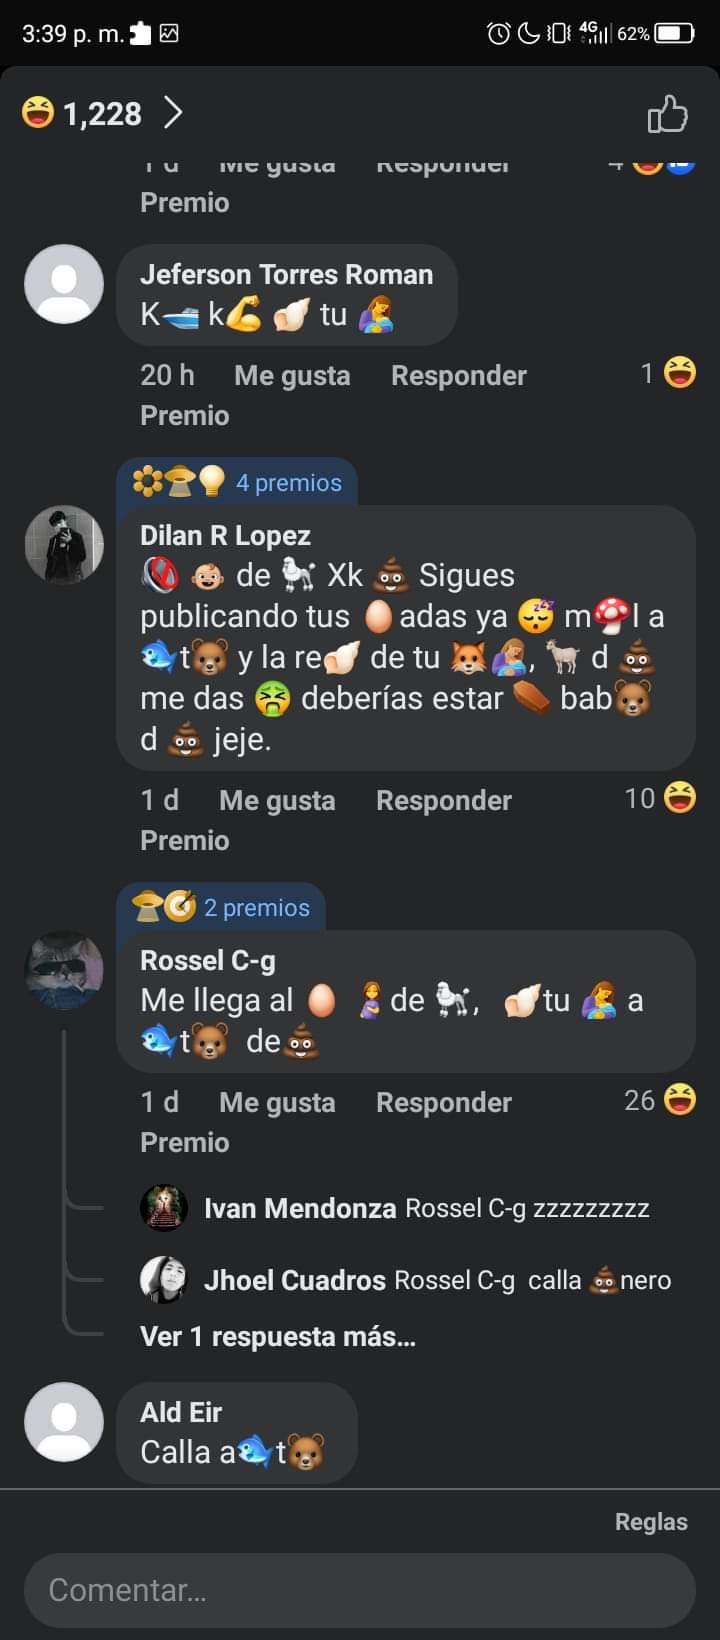 3:39 p. m.
4G
62%
😆 1,228
1 d Me gusta Responder 4
Premio
Jeferson Torres Roman
K🚤 k💪 🐚 tu 🤱
20 h Me gusta Responder 1 😆
Premio
4 premios
Dilan R Lopez
🔇 👶 de 🐩 Xk 💩 Sigues
publicando tus 🥚adas ya 😴 m🍄l a
🐟t🐻 y la re🐚 de tu 🦊🤱, 🐐 d 💩
me das 🤮 deberías estar ⚰️ bab🐻
d 💩 jeje.
1 d Me gusta Responder 10 😆
Premio
2 premios
Rossel C-g
Me llega al 🥚 🤰de 🐩, 🐚tu 🤱 a
🐟t🐻 de💩
1 d Me gusta Responder 26 😆
Premio
Ivan Mendonza Rossel C-g zzzzzzzzz
Jhoel Cuadros Rossel C-g calla 💩nero
Ver 1 respuesta más...
Ald Eir
Calla a🐟t🐻
Reglas
Comentar...